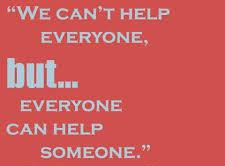 “WE CAN’T HELP
EVERYONE,
but...
EVERYONE
CAN HELP
SOMEONE.”